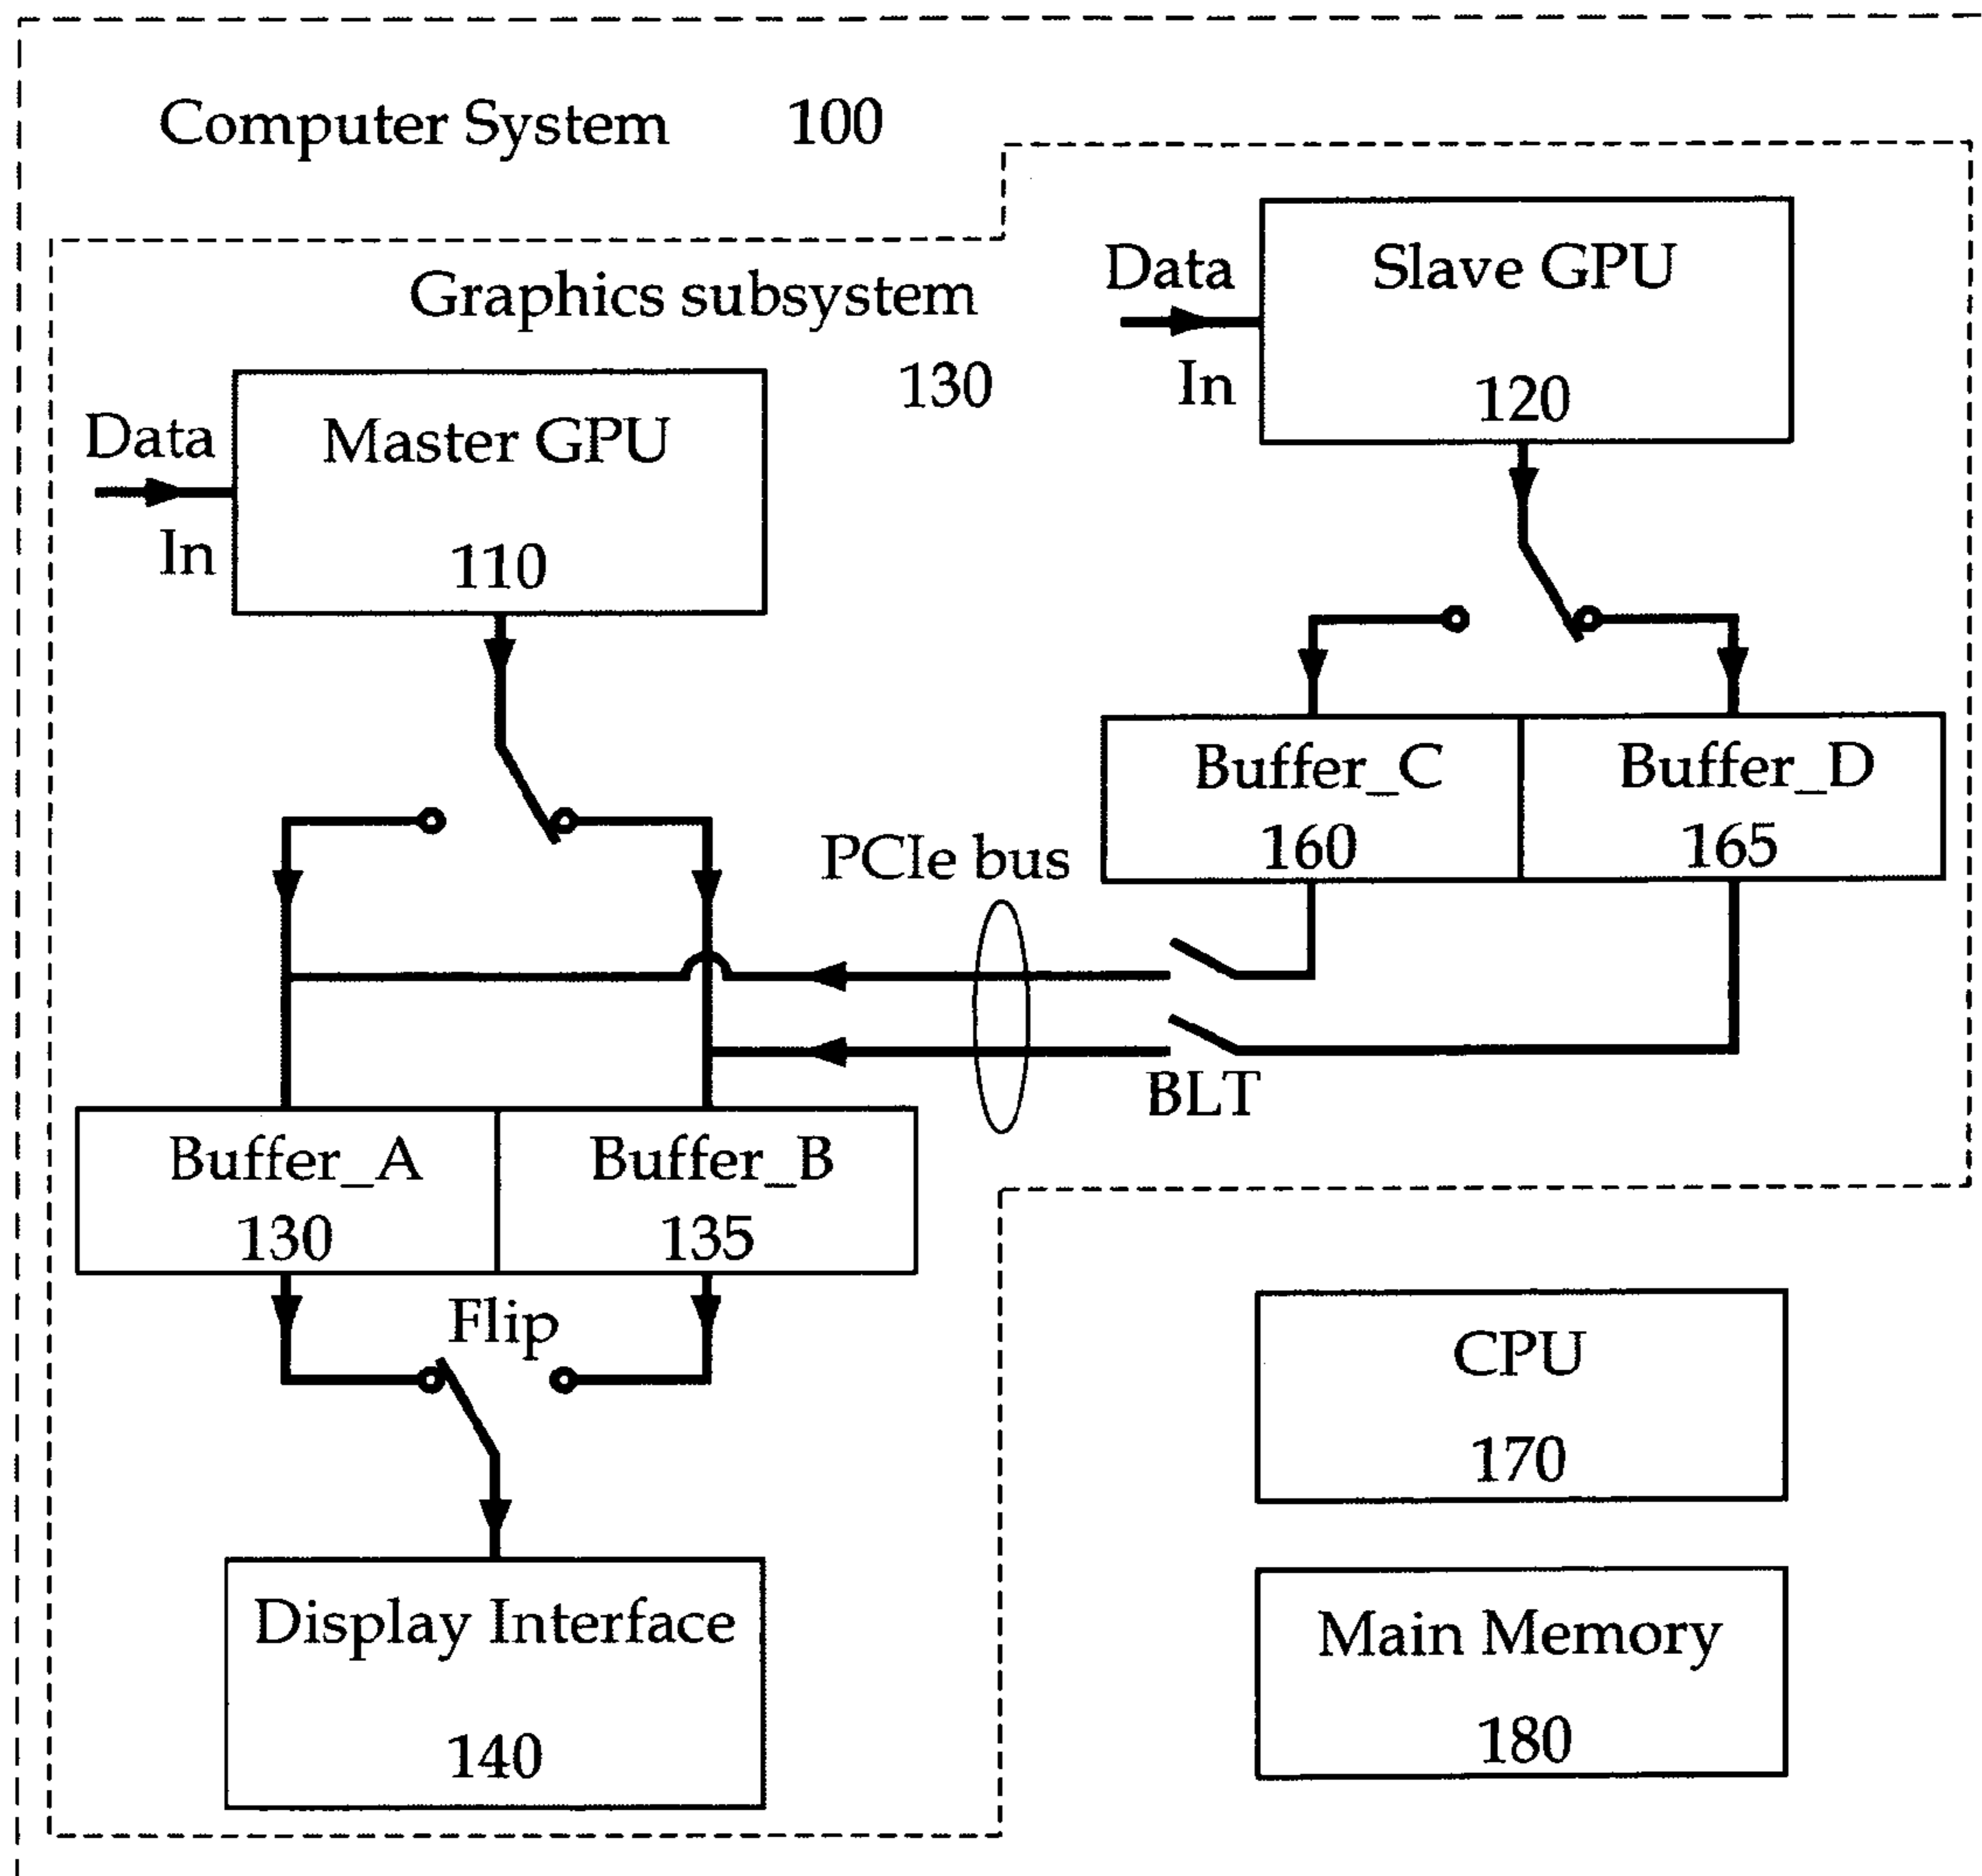 Computer System 100
Graphics subsystem
130
Data
In
Slave GPU
120
Data
In
Master GPU
110
Buffer_C
160
Buffer_D
165
PCIe bus
BLT
Buffer_A
130
Buffer_B
135
Flip
Display Interface
140
CPU
170
Main Memory
180